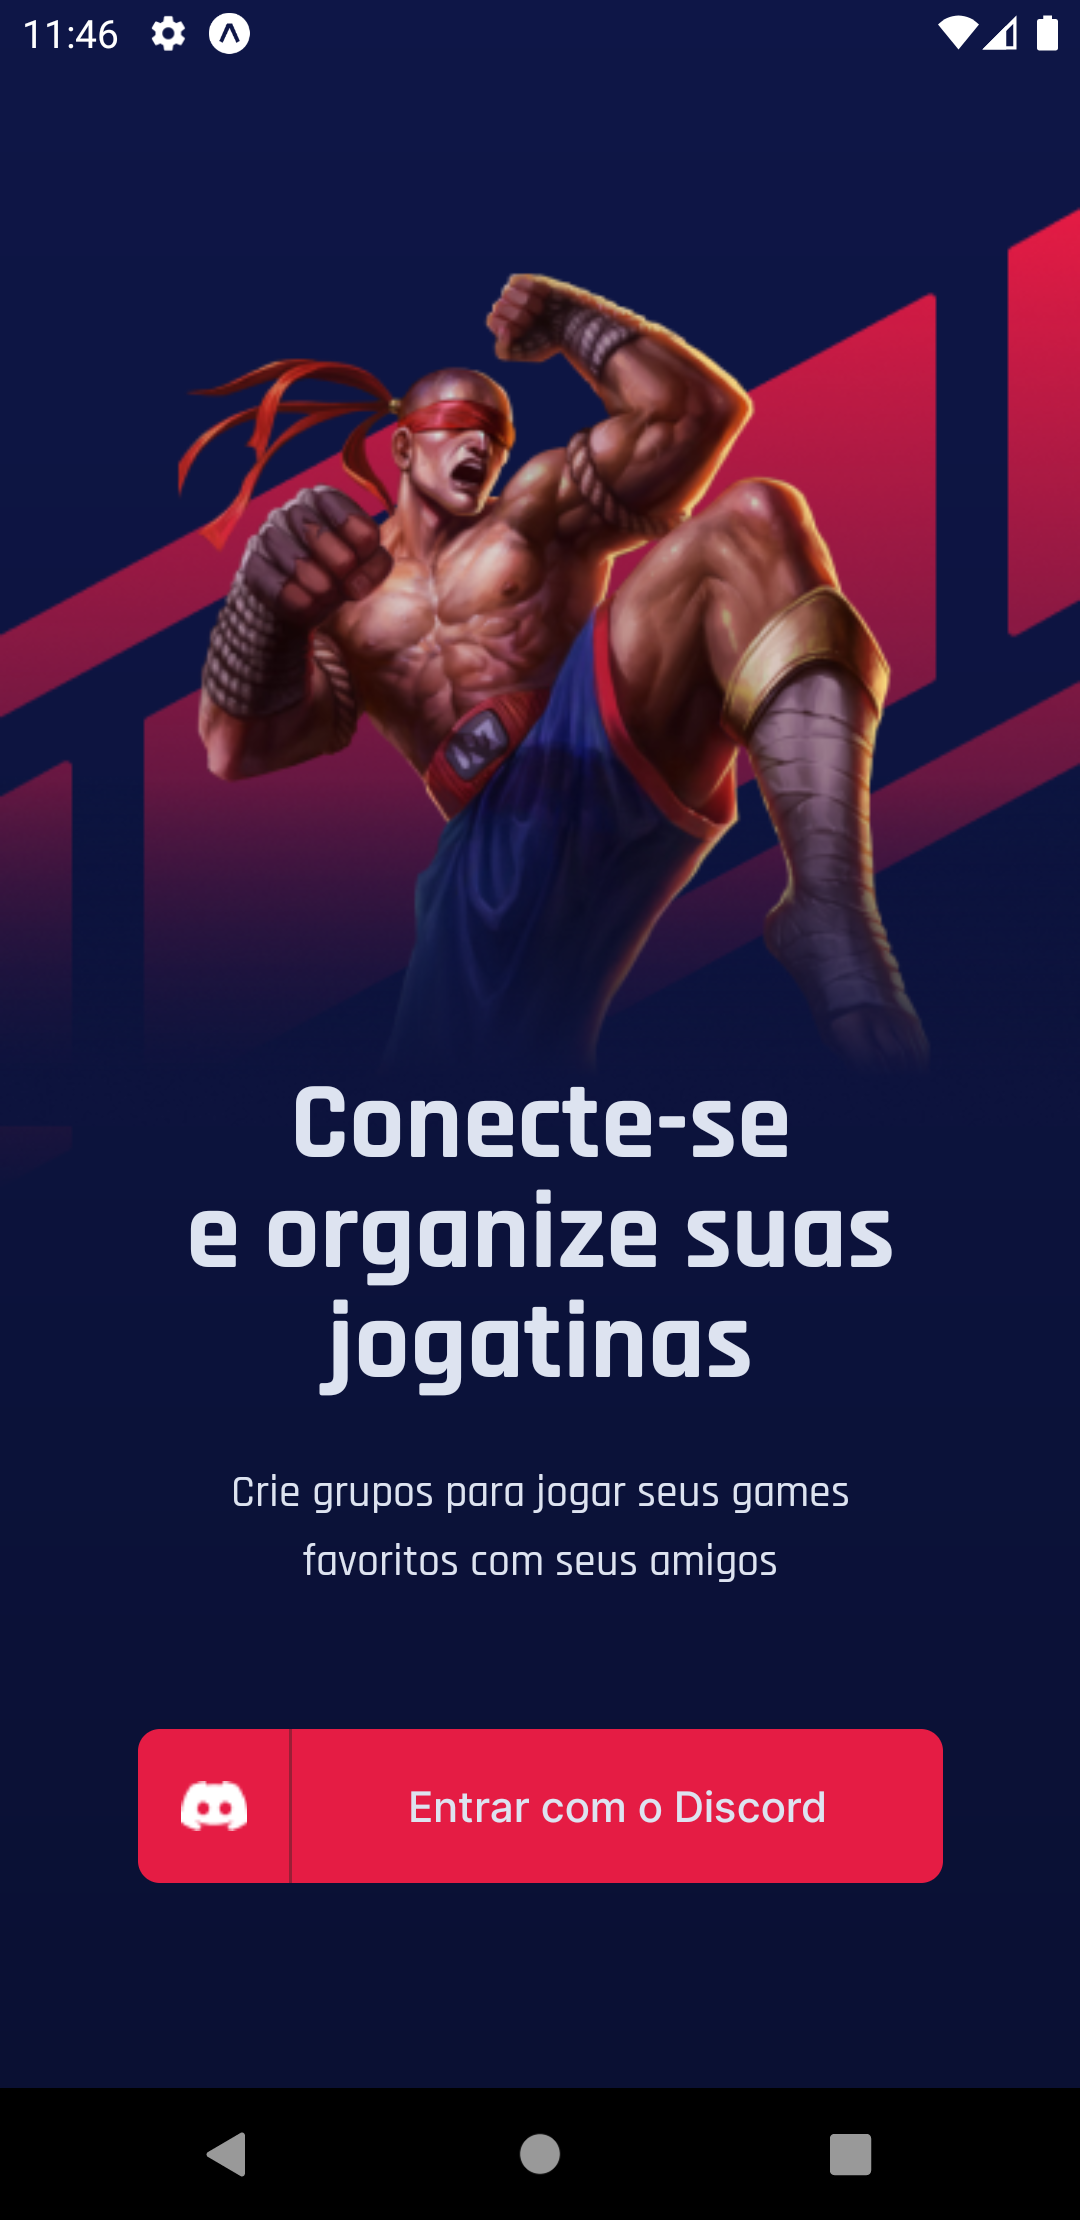 11:46
Conecte-se
e organize suas
jogatinas
Crie grupos para jogar seus games
favoritos com seus amigos
Entrar com o Discord